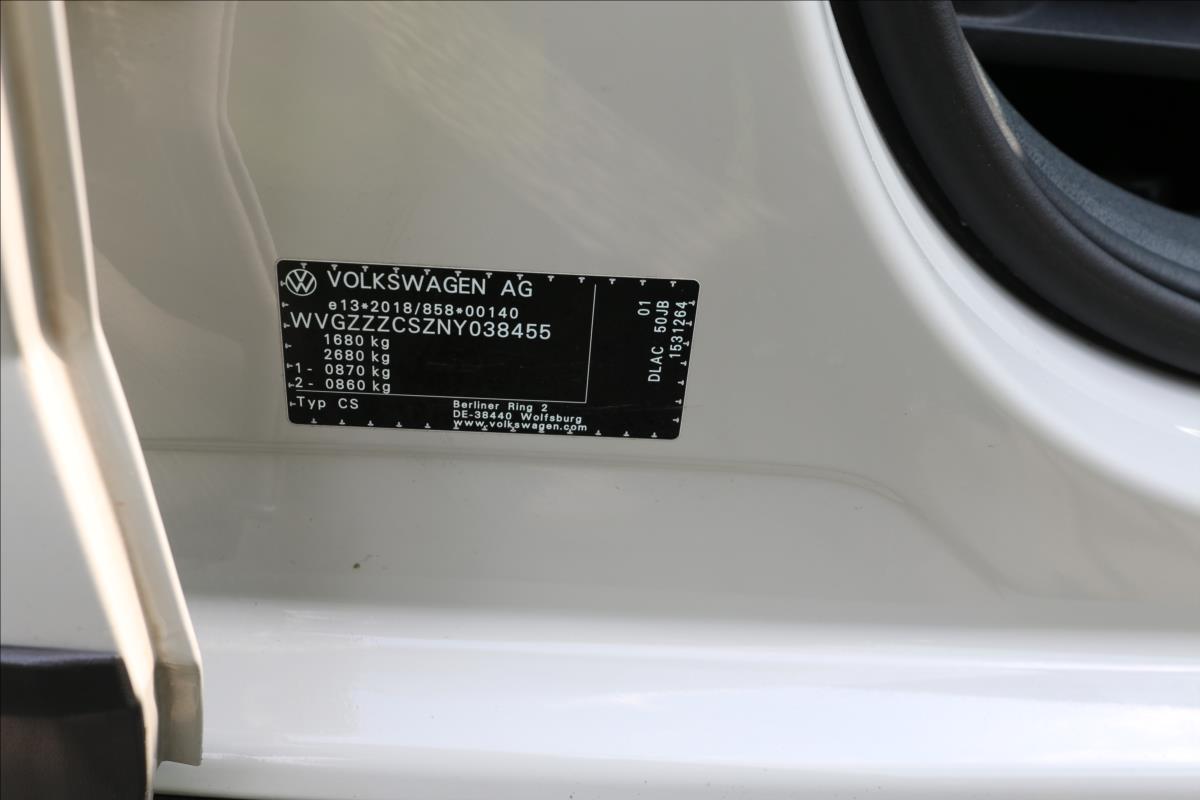 VOLKSWAGEN AG
e13*2018/858*00140
WVGZZZCSZNY038455
1680 kg
2680 kg
1- 0870 kg
2- 0860 kg
Typ CS
Berliner Ring 2
DE-38440 Wolfsburg
www.volkswagen.com
01
DLAC 50JB
1531264